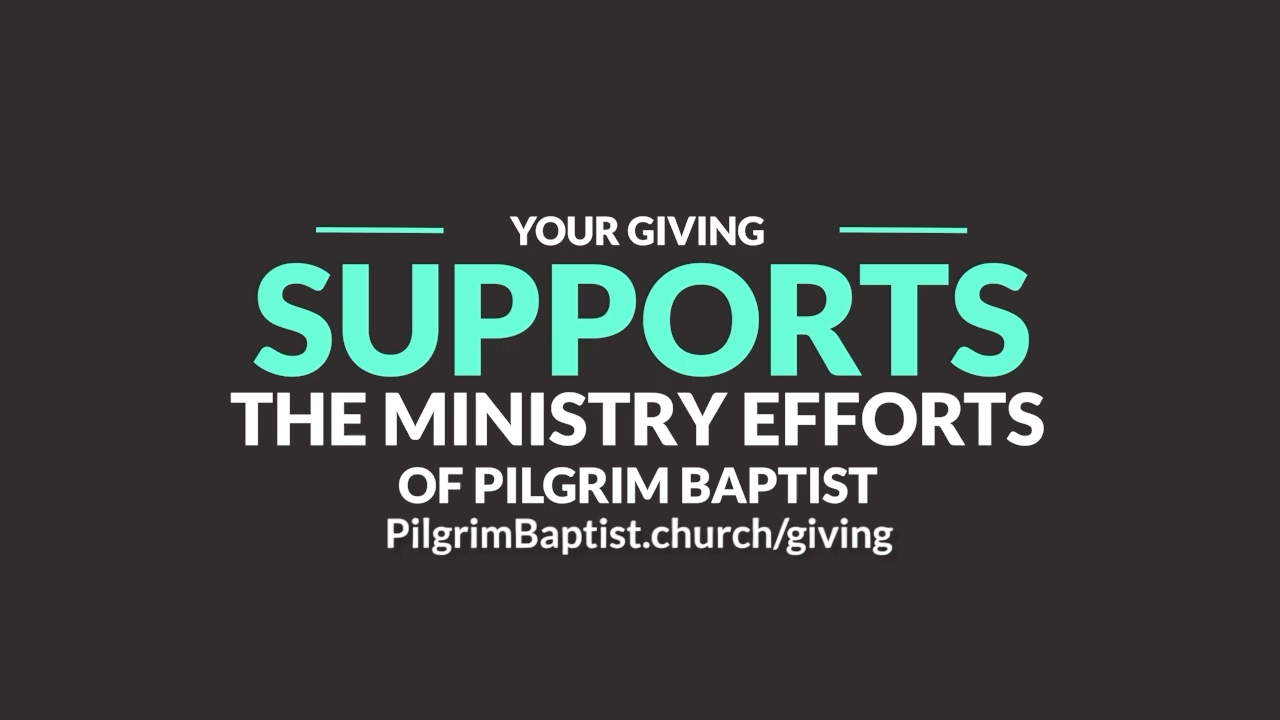 YOUR GIVING
SUPPORTS
THE MINISTRY EFFORTS
OF PILGRIM BAPTIST
PilgrimBaptist.church/giving